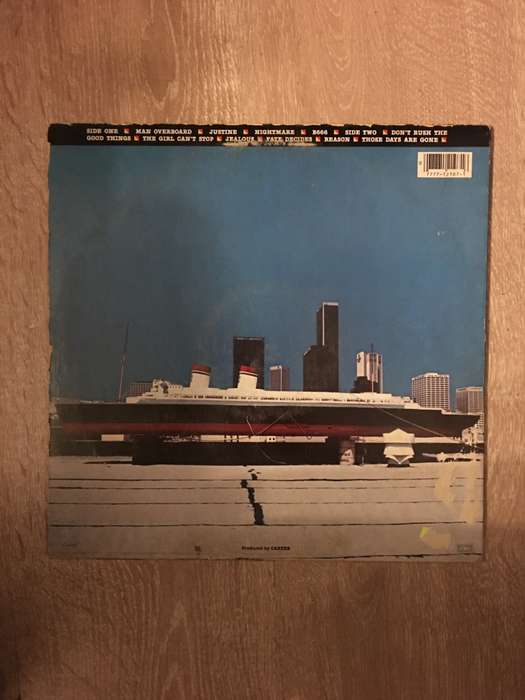 SIDE ONE MAN OVERBOARD JUSTINE NIGHTMARE B666 SIDE TWO DON'T RUSH THE
GOOD THINGS THE GIRL CAN'T STOP JEALOUS FATE DECIDES REASON THOSE DAYS ARE GONE
Produced by CARTER